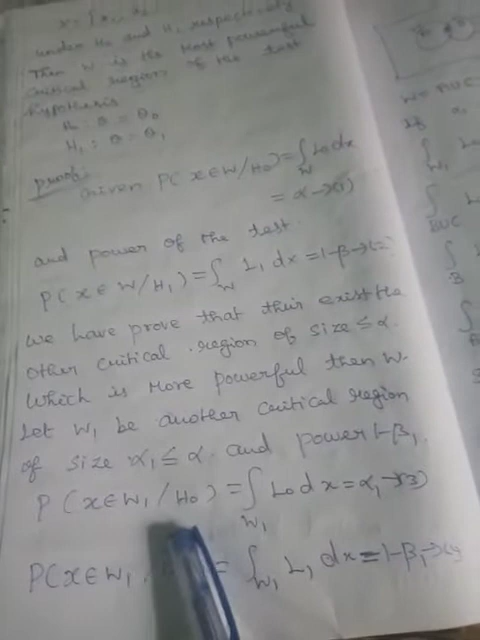 under H₀ and H₁ respectively
Then W is the Most powerful
critical region of the test
hypothesis
H₀ : θ = θ₀
H₁ : θ = θ₁
proof:
Given P(x∈W/H₀) = ∫_W L₀dx
= α → (1)
and power of the test
P(x∈W/H₁) = ∫_W L₁ dx = 1-β → (2)
we have prove that their exist the
other critical region of size ≤ α.
which is More powerful then W.
Let W₁ be another critical region
of size α₁ ≤ α and power 1-β₁
P(x∈W₁/H₀) = ∫_W₁ L₀ dx = α₁ → (3)
P(x∈W₁ = ∫_W₁ L₁ dx = 1-β₁ → (4